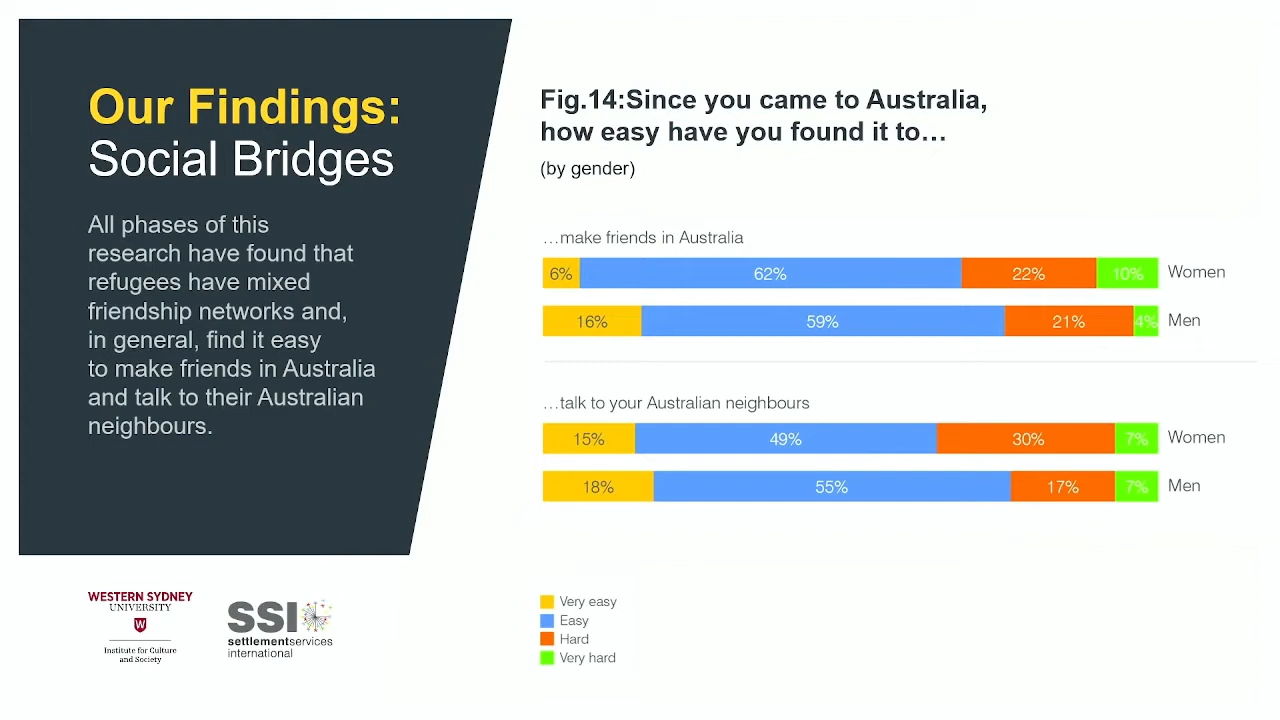 Our Findings:
Social Bridges
All phases of this
research have found that
refugees have mixed
friendship networks and,
in general, find it easy
to make friends in Australia
and talk to their Australian
neighbours.
WESTERN SYDNEY
UNIVERSITY
W
Institute for Culture
and Society
SSI
settlementservices
international
Fig.14:Since you came to Australia,
how easy have you found it to…
(by gender)
…make friends in Australia
6% 62% 22% 10% Women
16% 59% 21% 4% Men
…talk to your Australian neighbours
15% 49% 30% 7% Women
18% 55% 17% 7% Men
Very easy
Easy
Hard
Very hard